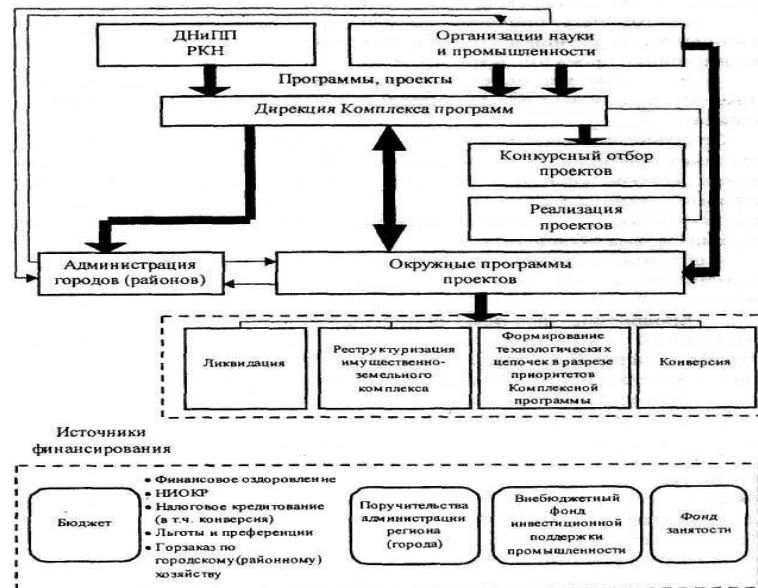 ДНиПП
РКН
Организации науки
и промышленности
Программы, проекты
Дирекция Комплекса программ
Конкурсный отбор
проектов
Реализация
проектов
Администрация
городов (районов)
Окружные программы
проектов
Ликвидация
Реструктуризация
имущественно-
земельного
комплекса
Формирование
технологических
цепочек в разрезе
приоритетов
Комплексной
программы
Конверсия
Источники
финансирования
Бюджет
• Финансовое оздоровление
• НИОКР
• Налоговое кредитование
(в т.ч. конверсия)
• Льготы и преференции
• Горзаказ по
городскому (районному)
хозяйству
Поручительства
администрации
региона
(города)
Внебюджетный
фонд
инвестиционной
поддержки
промышленности
Фонд
занятости